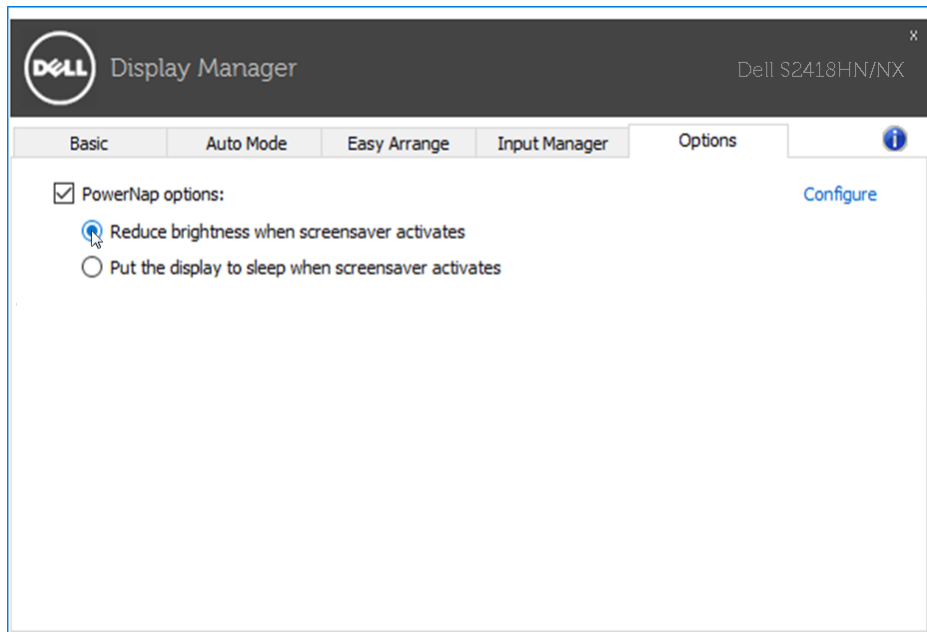 x
DELL Display Manager
Dell S2418HN/NX
Basic Auto Mode Easy Arrange Input Manager Options i
PowerNap options: Configure
Reduce brightness when screensaver activates
Put the display to sleep when screensaver activates